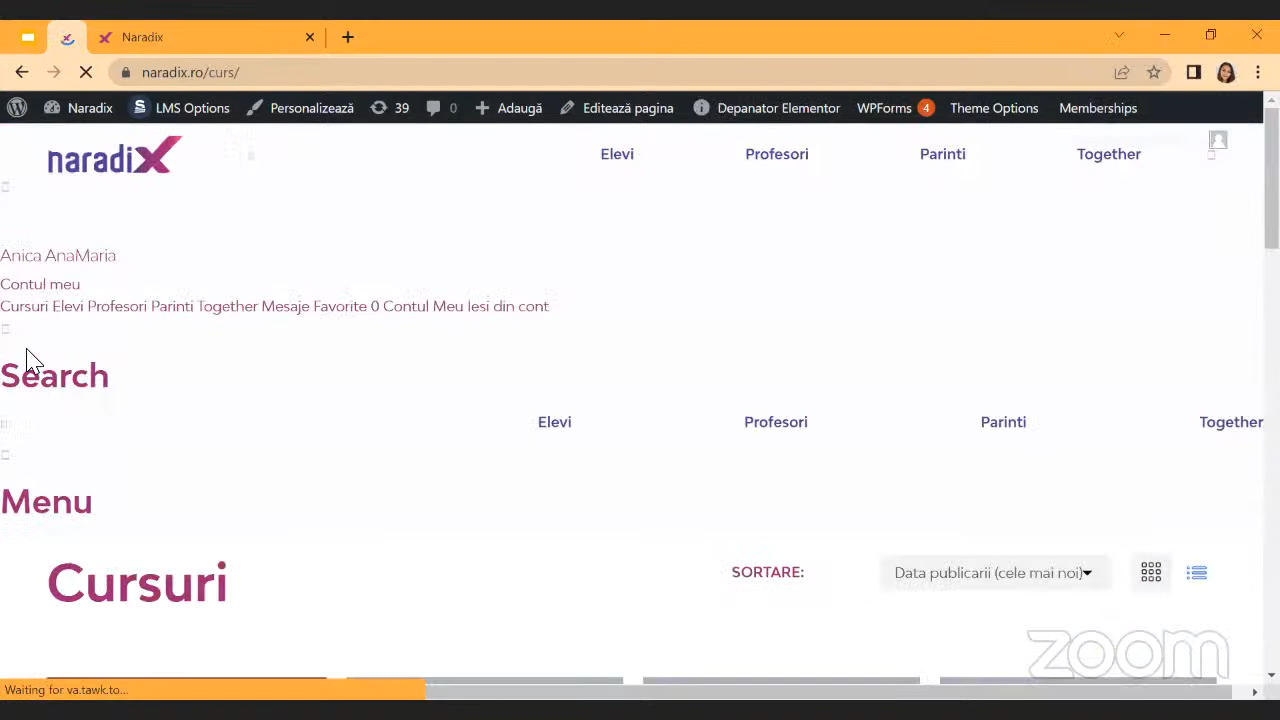 Naradix
naradix.ro/curs/
Naradix LMS Options Personalizează 39 0 Adaugă Editează pagina Depanator Elementor WPForms 4 Theme Options Memberships
naradix Elevi Profesori Parinti Together
Anica AnaMaria
Contul meu
Cursuri Elevi Profesori Parinti Together Mesaje Favorite 0 Contul Meu Iesi din cont
Search
Elevi Profesori Parinti Together
Menu
Cursuri SORTARE: Data publicarii (cele mai noi)
zoom
Waiting for va.tawk.to...